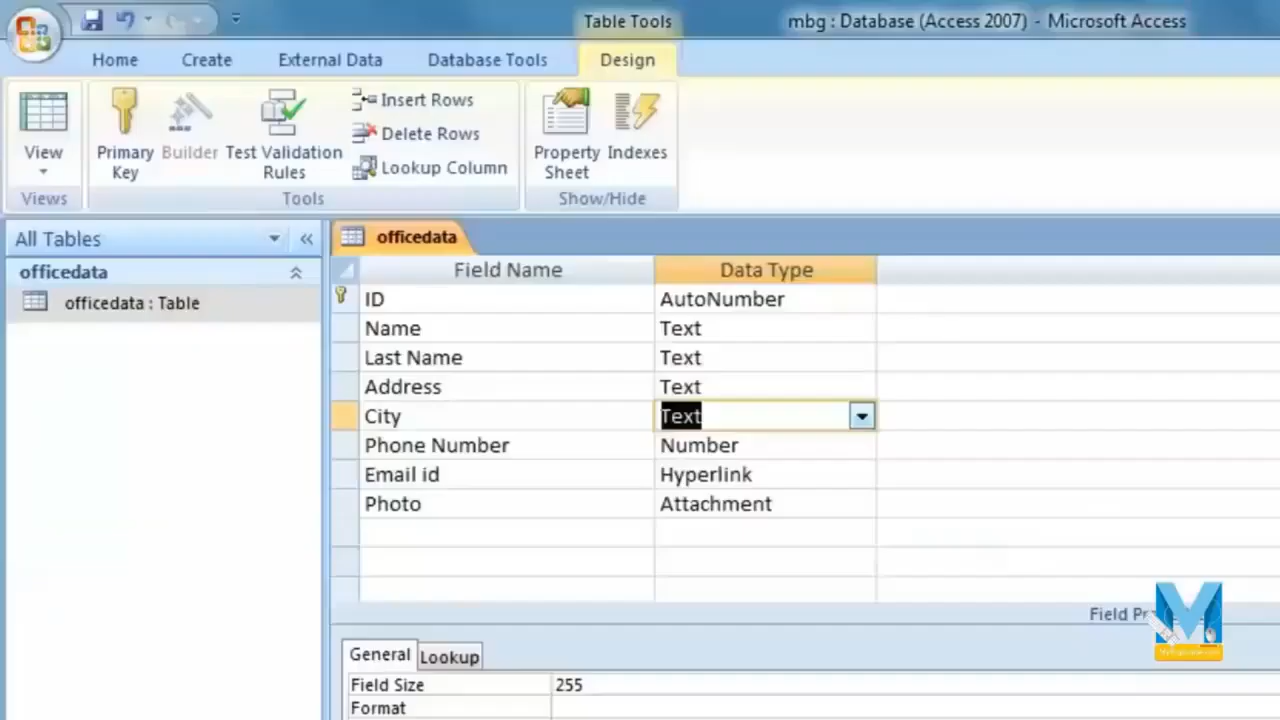 Table Tools
mbg : Database (Access 2007) - Microsoft Access
Home Create External Data Database Tools Design
View
Primary Key
Builder
Test Validation Rules
Insert Rows
Delete Rows
Lookup Column
Property Sheet
Indexes
Views
Tools
Show/Hide
All Tables
officedata
officedata : Table
officedata
Field Name Data Type
ID AutoNumber
Name Text
Last Name Text
Address Text
City Text
Phone Number Number
Email id Hyperlink
Photo Attachment
Field
General Lookup
Field Size 255
Format